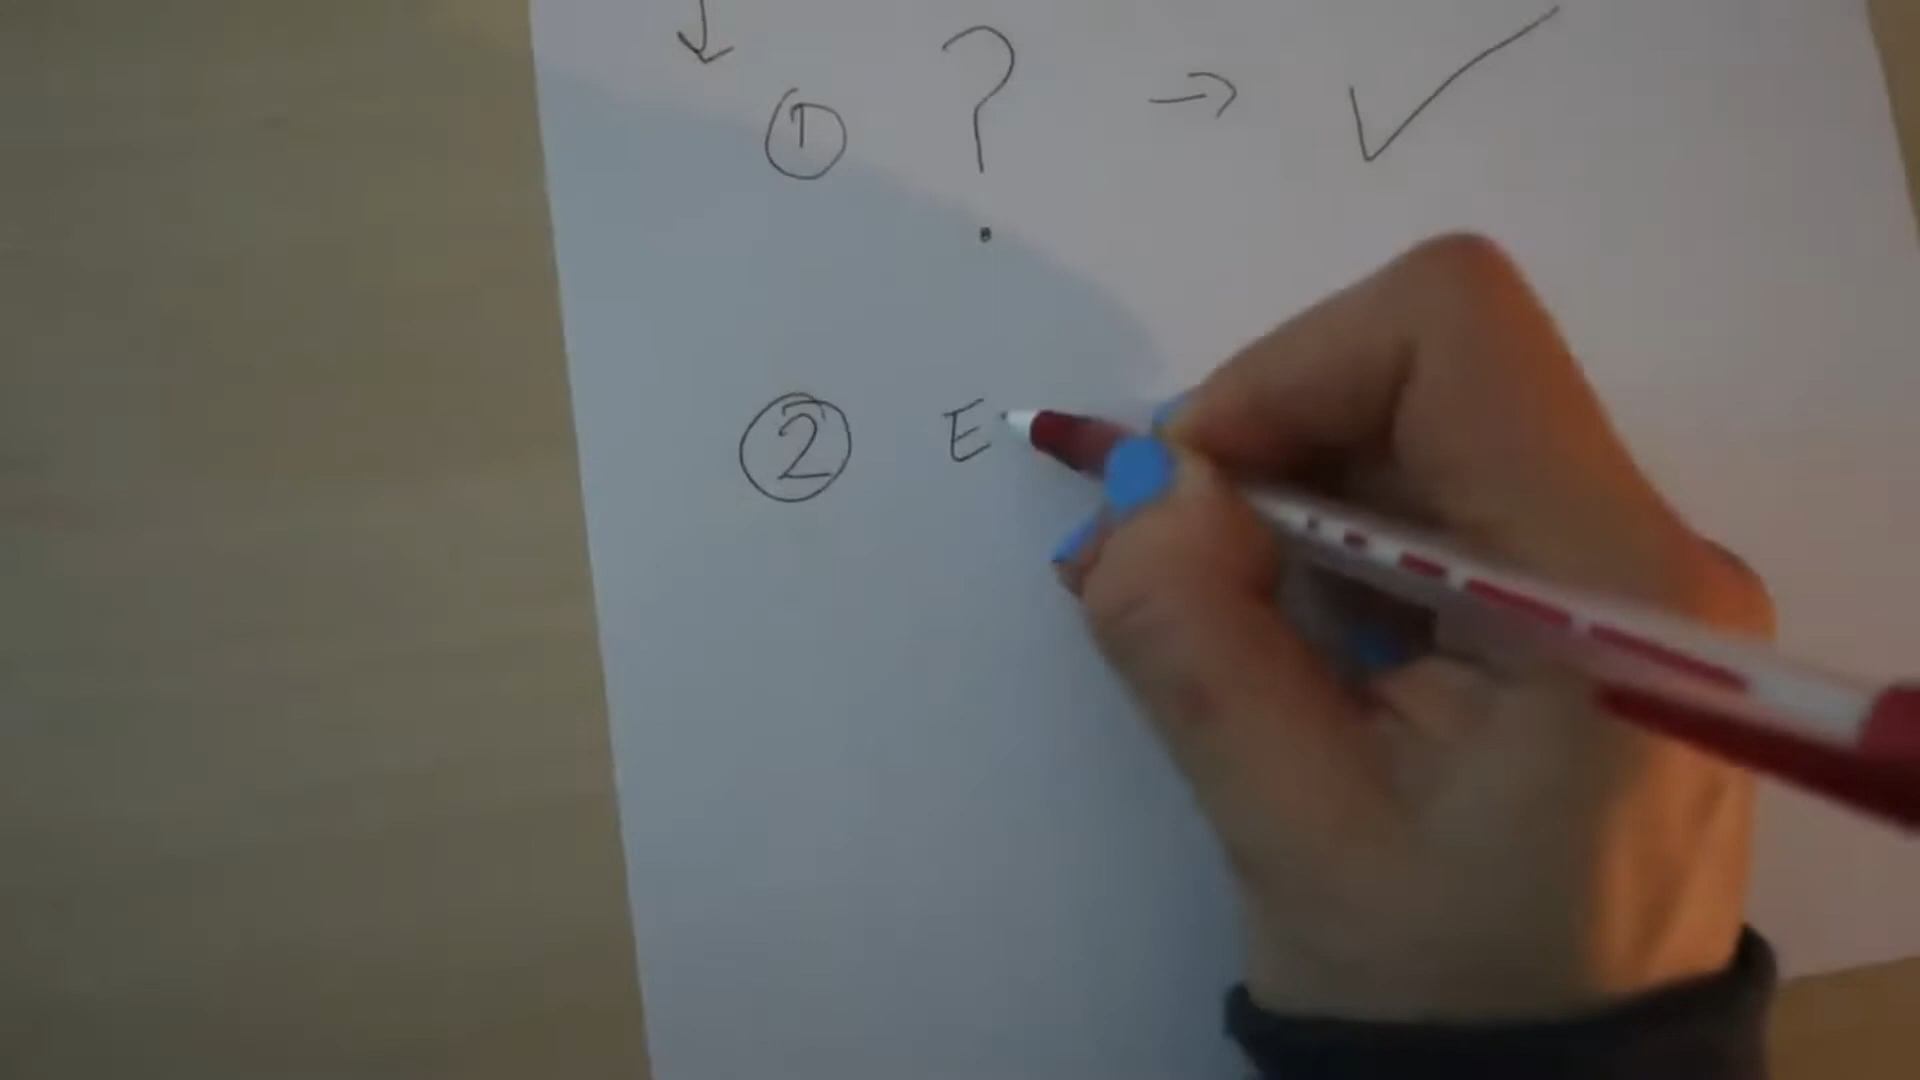 ↓
① ? → ✓
② E